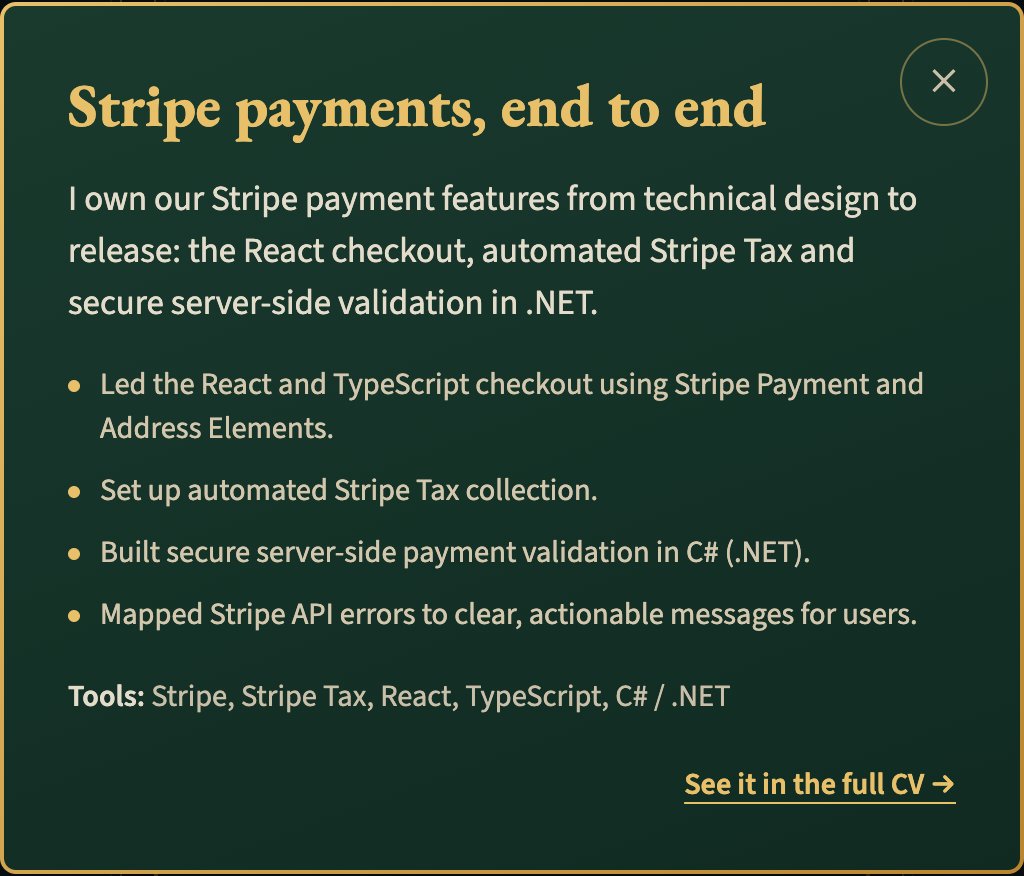 Stripe payments, end to end
I own our Stripe payment features from technical design to
release: the React checkout, automated Stripe Tax and
secure server-side validation in .NET.
• Led the React and TypeScript checkout using Stripe Payment and
Address Elements.
• Set up automated Stripe Tax collection.
• Built secure server-side payment validation in C# (.NET).
• Mapped Stripe API errors to clear, actionable messages for users.
Tools: Stripe, Stripe Tax, React, TypeScript, C# / .NET
See it in the full CV →